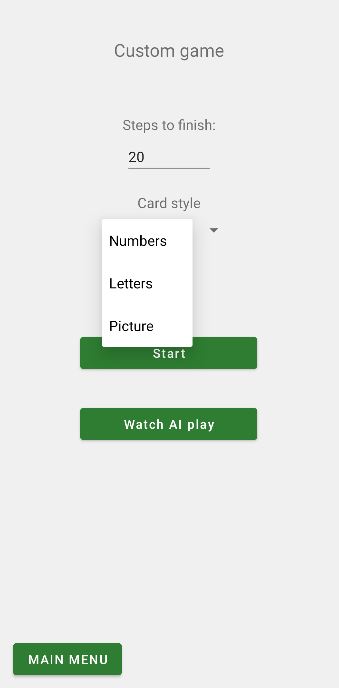 Custom game
Steps to finish:
20
Card style
Numbers
Letters
Picture
Start
Watch AI play
MAIN MENU